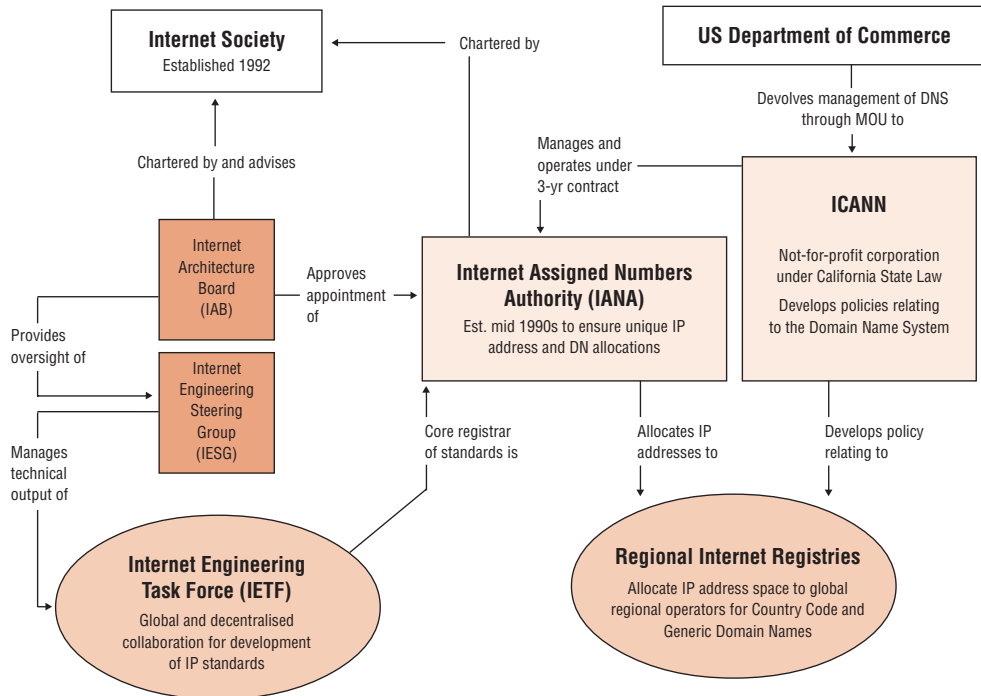 Internet Society
Established 1992
Chartered by
US Department of Commerce
Devolves management of DNS
through MOU to
Chartered by and advises
Manages and
operates under
3-yr contract
ICANN
Not-for-profit corporation
under California State Law
Develops policies relating
to the Domain Name System
Internet
Architecture
Board
(IAB)
Approves
appointment
of
Internet Assigned Numbers
Authority (IANA)
Est. mid 1990s to ensure unique IP
address and DN allocations
Provides
oversight of
Internet
Engineering
Steering
Group
(IESG)
Manages
technical
output of
Core registrar
of standards is
Allocates IP
addresses to
Develops policy
relating to
Internet Engineering
Task Force (IETF)
Global and decentralised
collaboration for development
of IP standards
Regional Internet Registries
Allocate IP address space to global
regional operators for Country Code and
Generic Domain Names